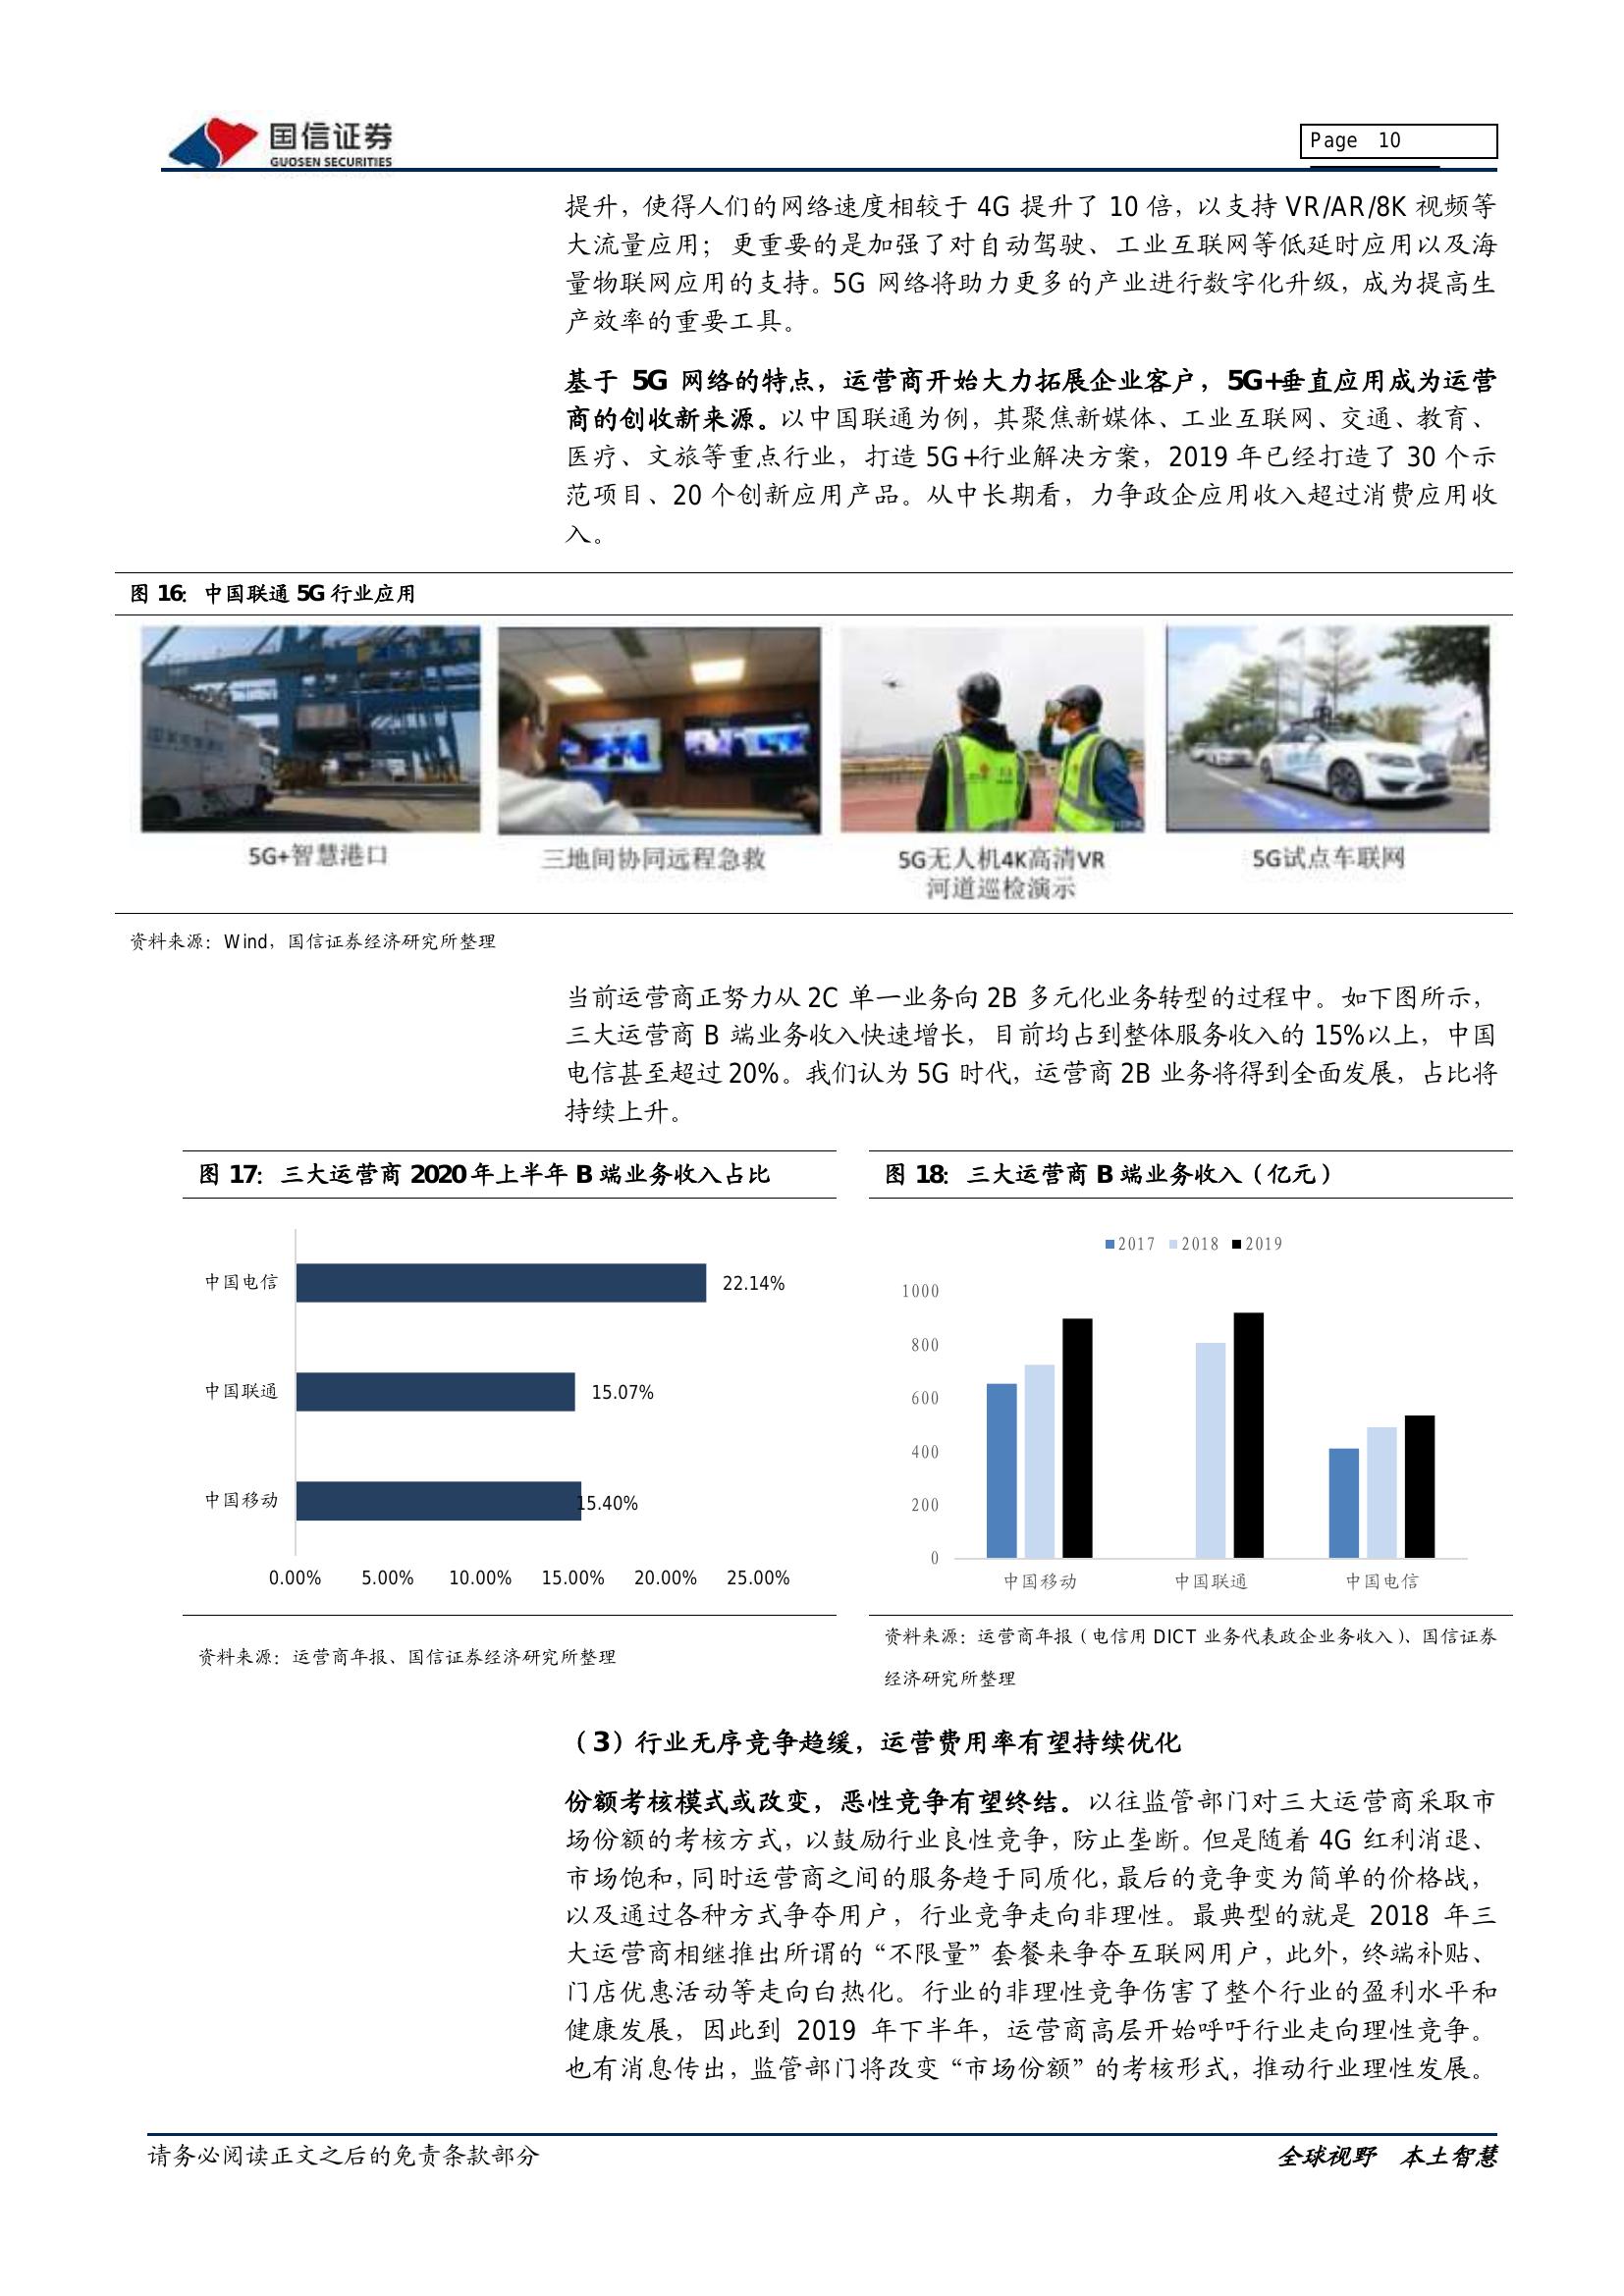 国信证券
GUOSEN SECURITIES
Page 10
提升，使得人们的网络速度相较于 4G 提升了 10 倍，以支持 VR/AR/8K 视频等
大流量应用；更重要的是加强了对自动驾驶、工业互联网等低延时应用以及海
量物联网应用的支持。5G 网络将助力更多的产业进行数字化升级，成为提高生
产效率的重要工具。
基于 5G 网络的特点，运营商开始大力拓展企业客户，5G+垂直应用成为运营
商的创收新来源。以中国联通为例，其聚焦新媒体、工业互联网、交通、教育、
医疗、文旅等重点行业，打造 5G+行业解决方案，2019 年已经打造了 30 个示
范项目、20 个创新应用产品。从中长期看，力争政企应用收入超过消费应用收
入。
图 16：中国联通 5G 行业应用
5G+智慧港口
三地间协同远程急救
5G无人机4K高清VR
河道巡检演示
5G试点车联网
资料来源：Wind，国信证券经济研究所整理
当前运营商正努力从 2C 单一业务向 2B 多元化业务转型的过程中。如下图所示，
三大运营商 B 端业务收入快速增长，目前均占到整体服务收入的 15%以上，中国
电信甚至超过 20%。我们认为 5G 时代，运营商 2B 业务将得到全面发展，占比将
持续上升。
图 17：三大运营商 2020 年上半年 B 端业务收入占比
中国电信
22.14%
中国联通
15.07%
中国移动
15.40%
0.00% 5.00% 10.00% 15.00% 20.00% 25.00%
资料来源：运营商年报、国信证券经济研究所整理
图 18：三大运营商 B 端业务收入（亿元）
2017 2018 2019
1000
800
600
400
200
0
中国移动 中国联通 中国电信
资料来源：运营商年报（电信用 DICT 业务代表政企业务收入）、国信证券
经济研究所整理
（3）行业无序竞争趋缓，运营费用率有望持续优化
份额考核模式或改变，恶性竞争有望终结。以往监管部门对三大运营商采取市
场份额的考核方式，以鼓励行业良性竞争，防止垄断。但是随着 4G 红利消退、
市场饱和，同时运营商之间的服务趋于同质化，最后的竞争变为简单的价格战，
以及通过各种方式争夺用户，行业竞争走向非理性。最典型的就是 2018 年三
大运营商相继推出所谓的“不限量”套餐来争夺互联网用户，此外，终端补贴、
门店优惠活动等走向白热化。行业的非理性竞争伤害了整个行业的盈利水平和
健康发展，因此到 2019 年下半年，运营商高层开始呼吁行业走向理性竞争。
也有消息传出，监管部门将改变“市场份额”的考核形式，推动行业理性发展。
请务必阅读正文之后的免责条款部分
全球视野 本土智慧